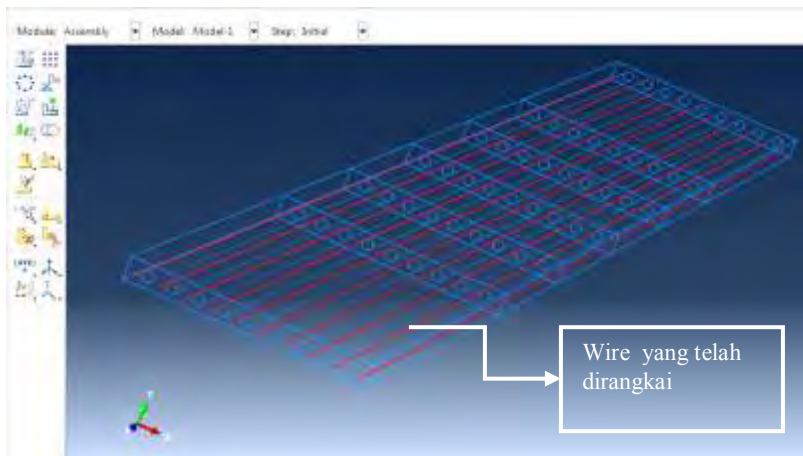 Module: Assembly Model: Model-1 Step: Initial
Wire yang telah
dirangkai